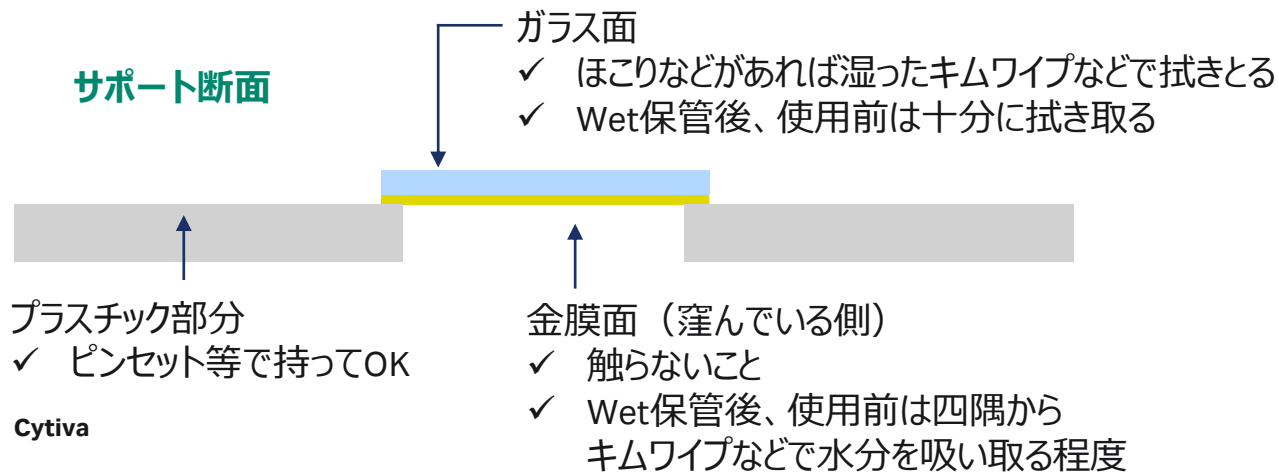 サポート断面
ガラス面
✓ ほこりなどがあれば湿ったキムワイプなどで拭きとる
✓ Wet保管後、使用前は十分に拭き取る
プラスチック部分
✓ ピンセット等で持ってOK
金膜面（窪んでいる側）
✓ 触らないこと
✓ Wet保管後、使用前は四隅から
キムワイプなどで水分を吸い取る程度
Cytiva